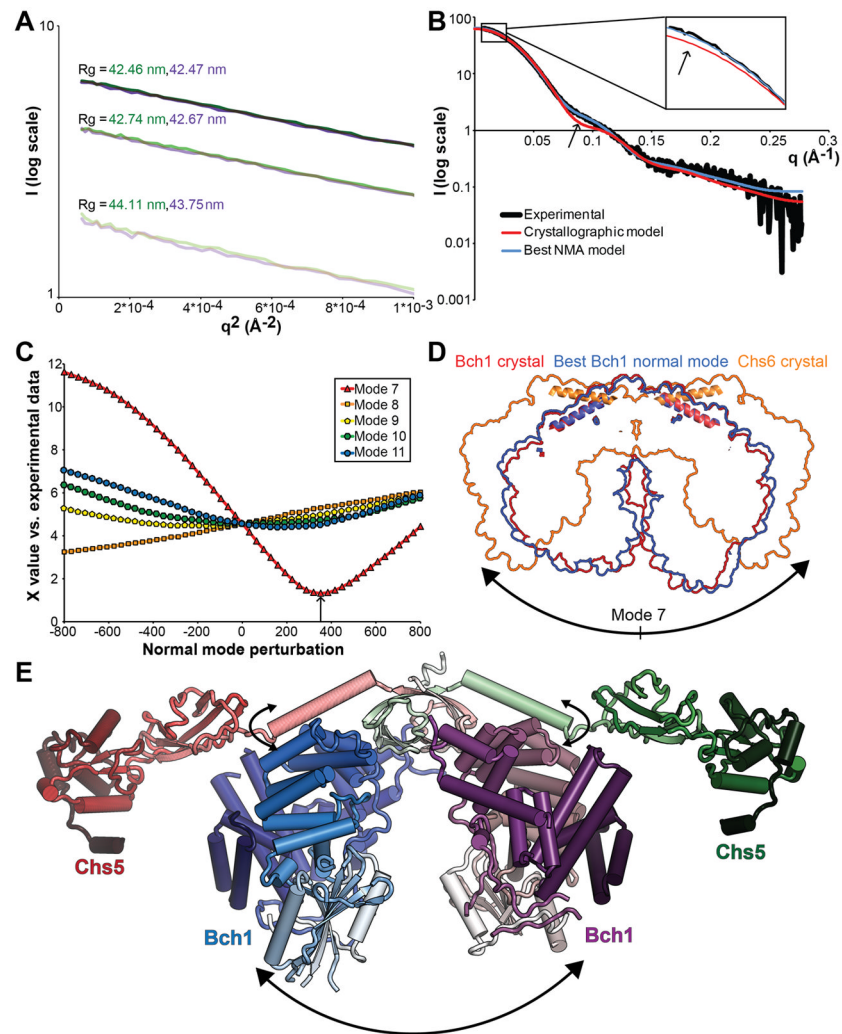 A
10
Rg = 42.46 nm, 42.47 nm
Rg = 42.74 nm, 42.67 nm
Rg = 44.11 nm, 43.75 nm
I (log scale)
1
0 2*10-4 4*10-4 6*10-4 8*10-4 1*10-3
q2 (Å-2)
B
100
10
1
0.1
0.01
0.001
I (log scale)
0.05 0.1 0.15 0.2 0.25 0.3
q (Å-1)
Experimental
Crystallographic model
Best NMA model
C
12
10
8
6
4
2
0
X value vs. experimental data
-800 -600 -400 -200 0 200 400 600 800
Normal mode perturbation
Mode 7
Mode 8
Mode 9
Mode 10
Mode 11
D
Bch1 crystal Best Bch1 normal mode Chs6 crystal
Mode 7
E
Chs5
Bch1
Bch1
Chs5